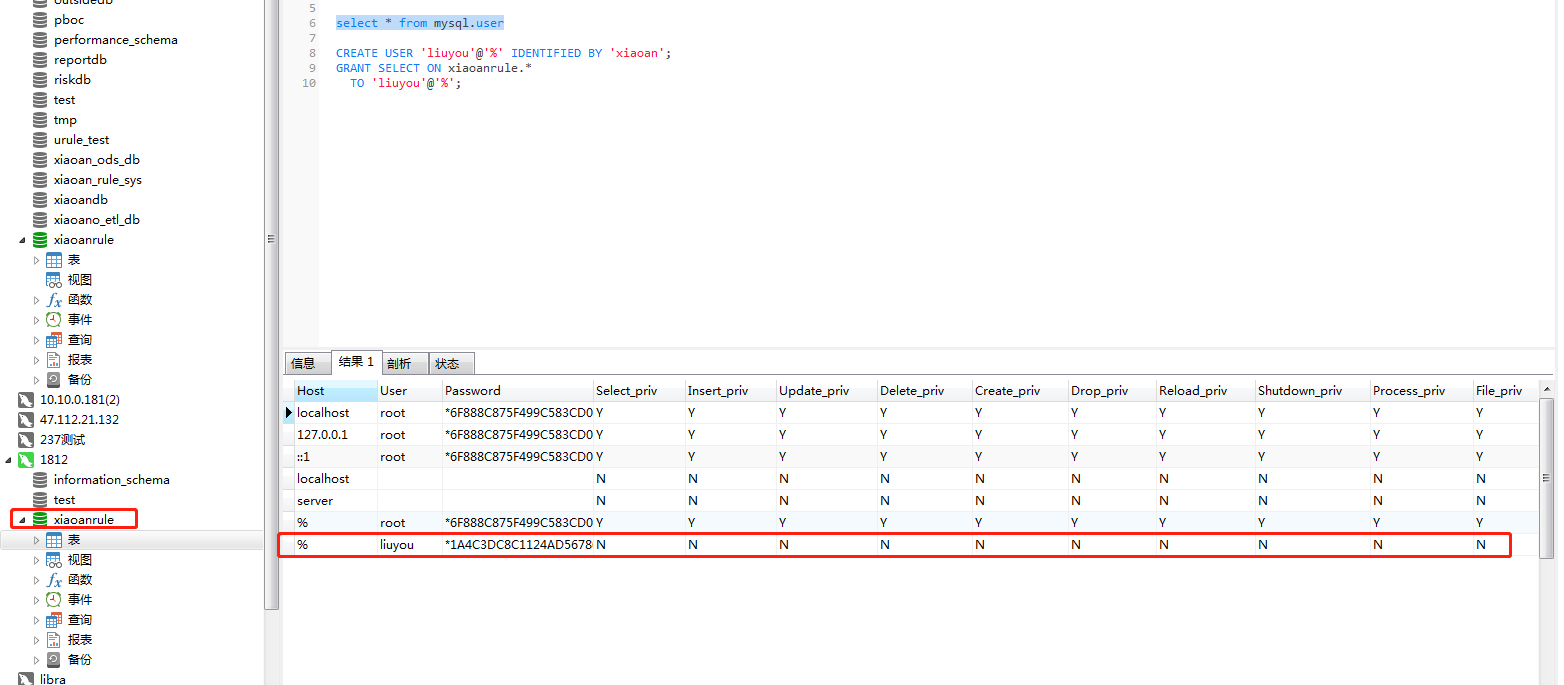 outsidedb
pboc
performance_schema
reportdb
riskdb
test
tmp
urule_test
xiaoan_ods_db
xiaoan_rule_sys
xiaoandb
xiaoano_etl_db
xiaoanrule
表
视图
函数
事件
查询
报表
备份
10.10.0.181(2)
47.112.21.132
237测试
1812
information_schema
test
xiaoanrule
表
视图
函数
事件
查询
报表
备份
libra
5
6 select * from mysql.user
7
8 CREATE USER 'liuyou'@'%' IDENTIFIED BY 'xiaoan';
9 GRANT SELECT ON xiaoanrule.*
10 TO 'liuyou'@'%';
信息 结果 1 剖析 状态
Host User Password Select_priv Insert_priv Update_priv Delete_priv Create_priv Drop_priv Reload_priv Shutdown_priv Process_priv File_priv
localhost root *6F888C875F499C583CD0 Y Y Y Y Y Y Y Y Y Y
127.0.0.1 root *6F888C875F499C583CD0 Y Y Y Y Y Y Y Y Y Y
::1 root *6F888C875F499C583CD0 Y Y Y Y Y Y Y Y Y Y
localhost N N N N N N N N N N
server N N N N N N N N N N
% root *6F888C875F499C583CD0 Y Y Y Y Y Y Y Y Y Y
% liuyou *1A4C3DC8C1124AD5678 N N N N N N N N N N